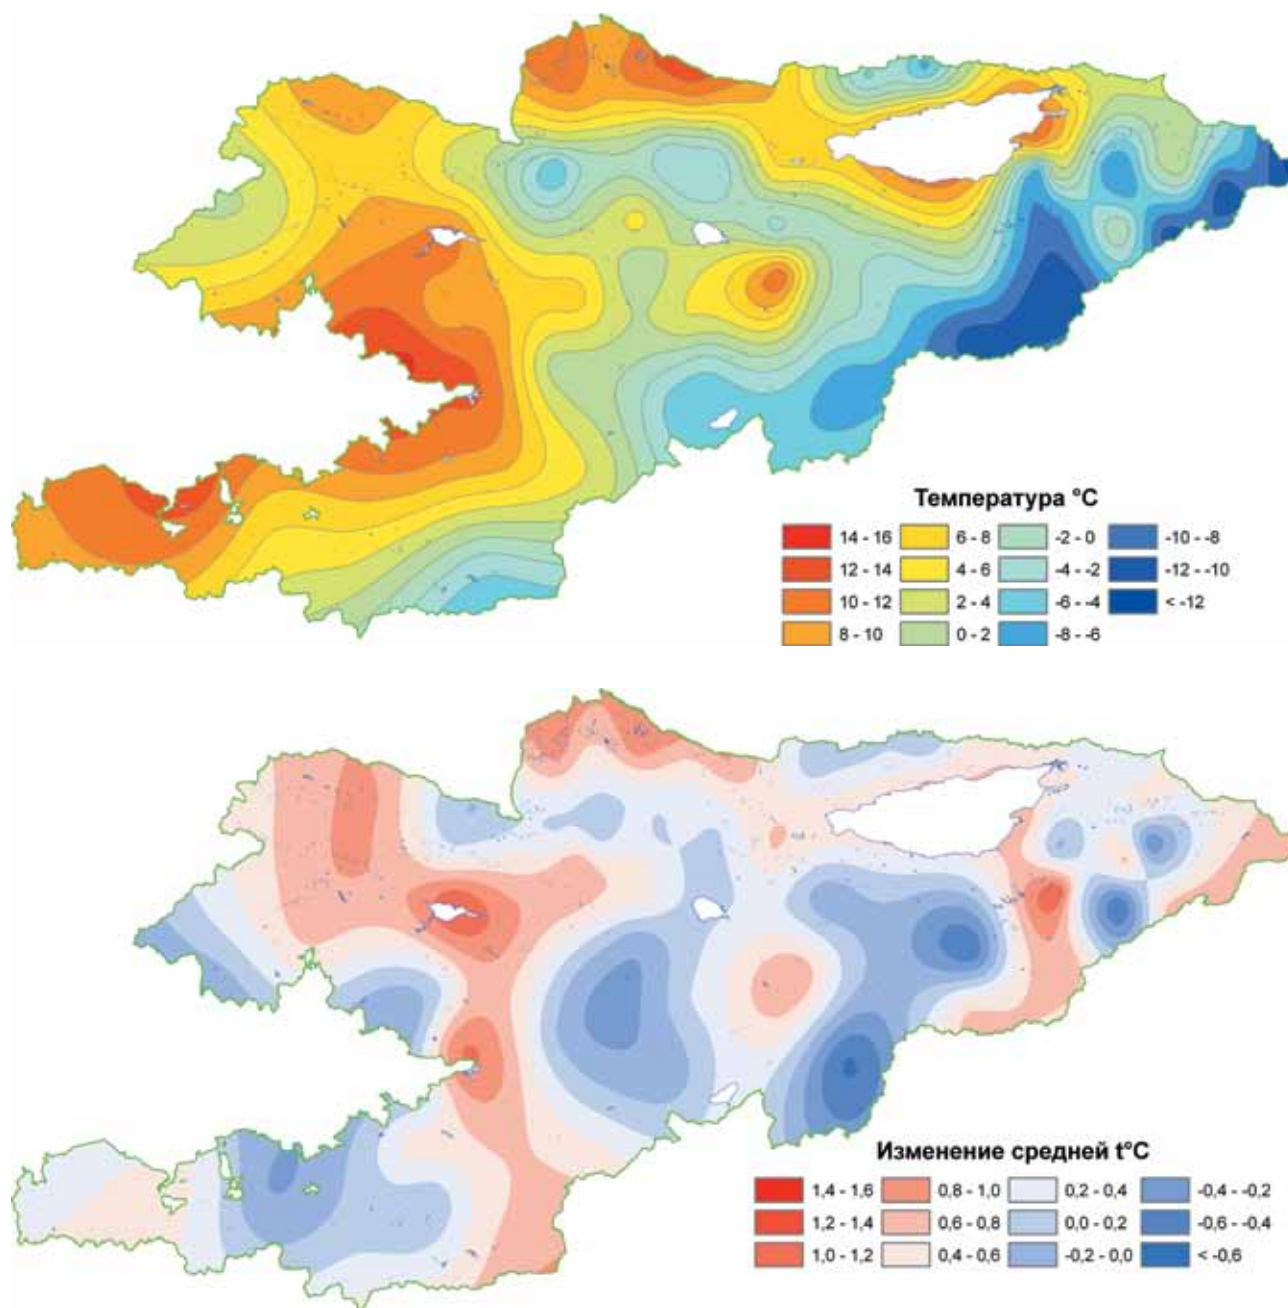 Температура °C
14 - 16 6 - 8 -2 - 0 -10 - -8
12 - 14 4 - 6 -4 - -2 -12 - -10
10 - 12 2 - 4 -6 - -4 < -12
8 - 10 0 - 2 -8 - -6
Изменение средней t°C
1,4 - 1,6 0,8 - 1,0 0,2 - 0,4 -0,4 - -0,2
1,2 - 1,4 0,6 - 0,8 0,0 - 0,2 -0,6 - -0,4
1,0 - 1,2 0,4 - 0,6 -0,2 - 0,0 < -0,6